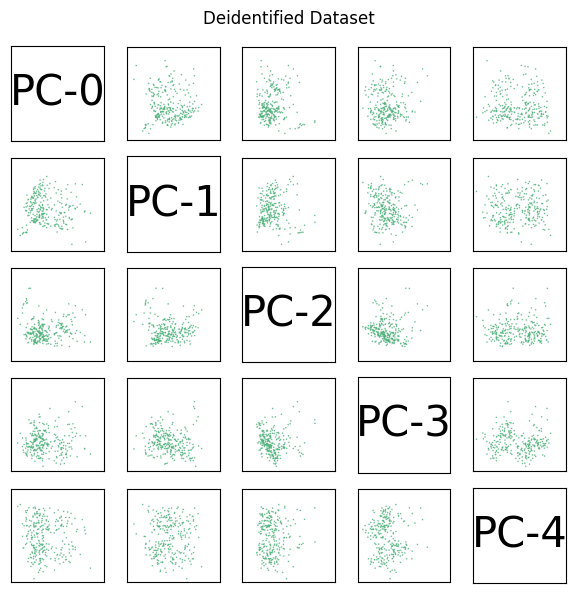 Deidentified Dataset
PC-0
PC-1
PC-2
PC-3
PC-4